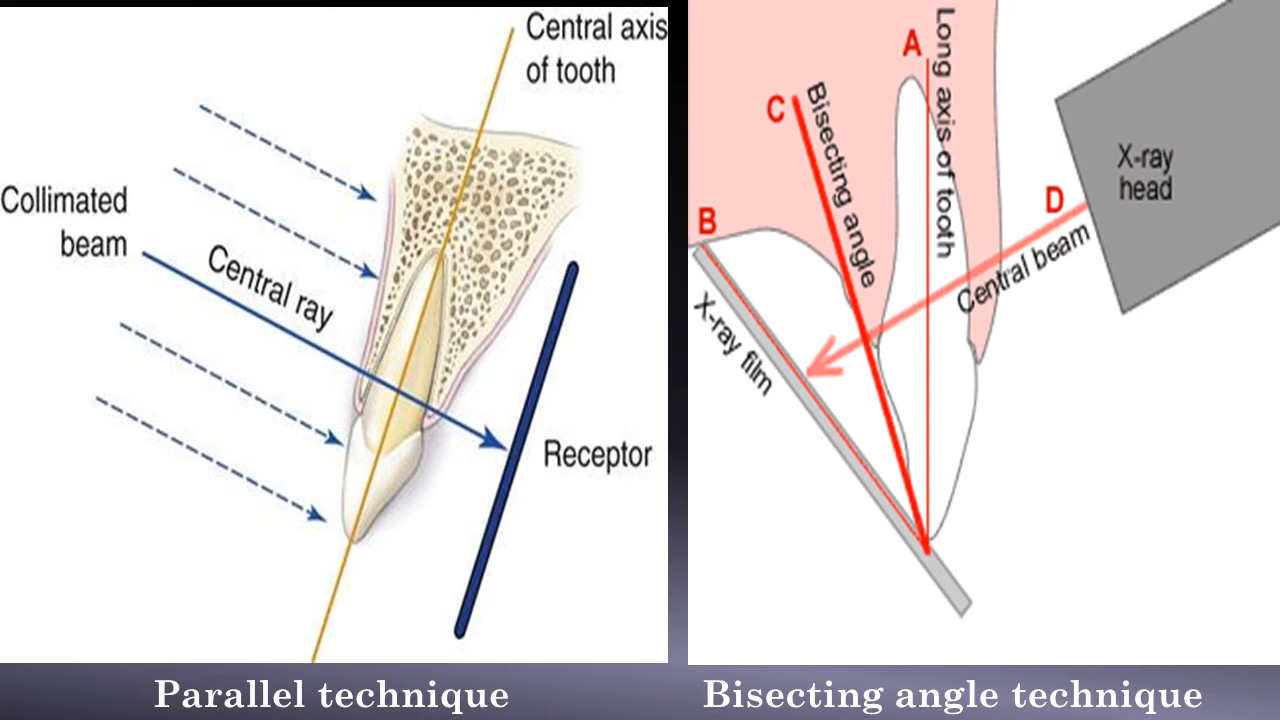 Central axis
of tooth
Collimated
beam
Central ray
Receptor
Parallel technique
A
Long axis of tooth
C
Bisecting angle
B
X-ray film
D
Central beam
X-ray
head
Bisecting angle technique